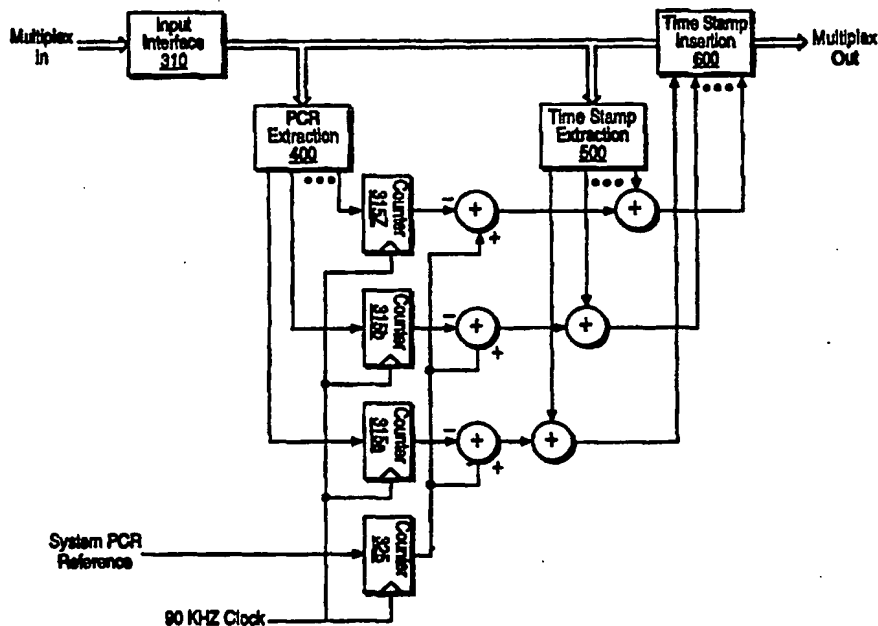 Multiplex
In
Input
Interface
310
Time Stamp
Insertion
600
Multiplex
Out
PCR
Extraction
400
Time Stamp
Extraction
500
Counter
315Z
- +
+
+
Counter
315b
- +
+
+
Counter
315a
- +
+
+
System PCR
Reference
Counter
325
90 KHZ Clock